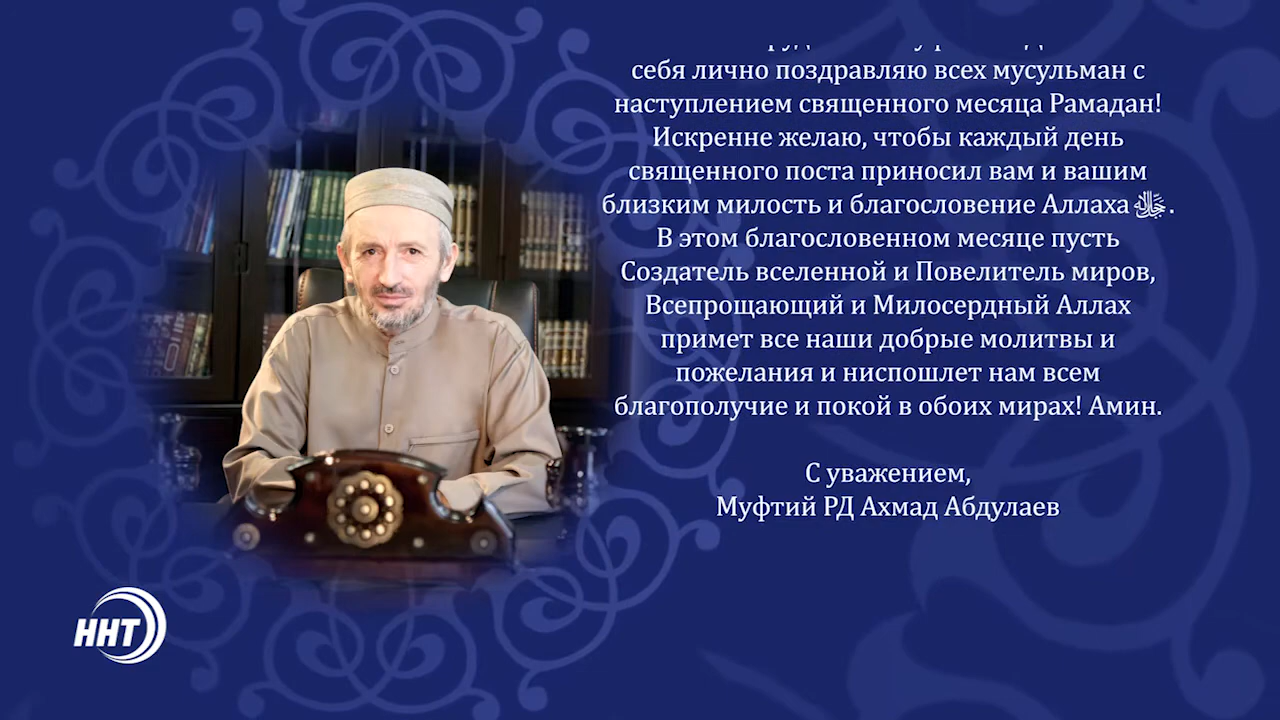 себя лично поздравляю всех мусульман с
наступлением священного месяца Рамадан!
Искренне желаю, чтобы каждый день
священного поста приносил вам и вашим
близким милость и благословение Аллаха ﷻ.
В этом благословенном месяце пусть
Создатель вселенной и Повелитель миров,
Всепрощающий и Милосердный Аллах
примет все наши добрые молитвы и
пожелания и ниспошлет нам всем
благополучие и покой в обоих мирах! Амин.
С уважением,
Муфтий РД Ахмад Абдулаев
ННТ